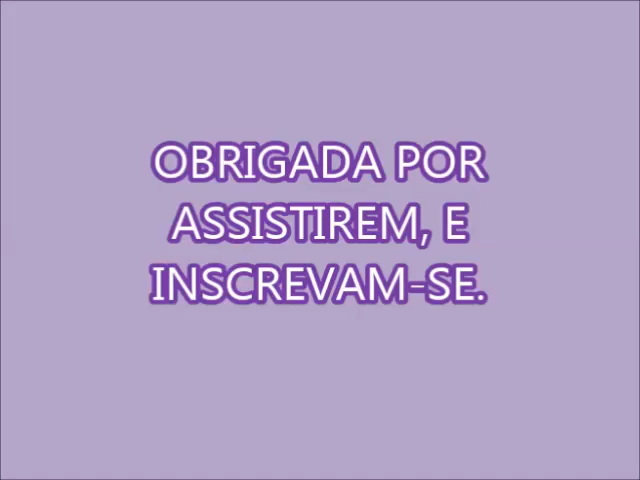 OBRIGADA POR
ASSISTIREM, E
INSCREVAM-SE.